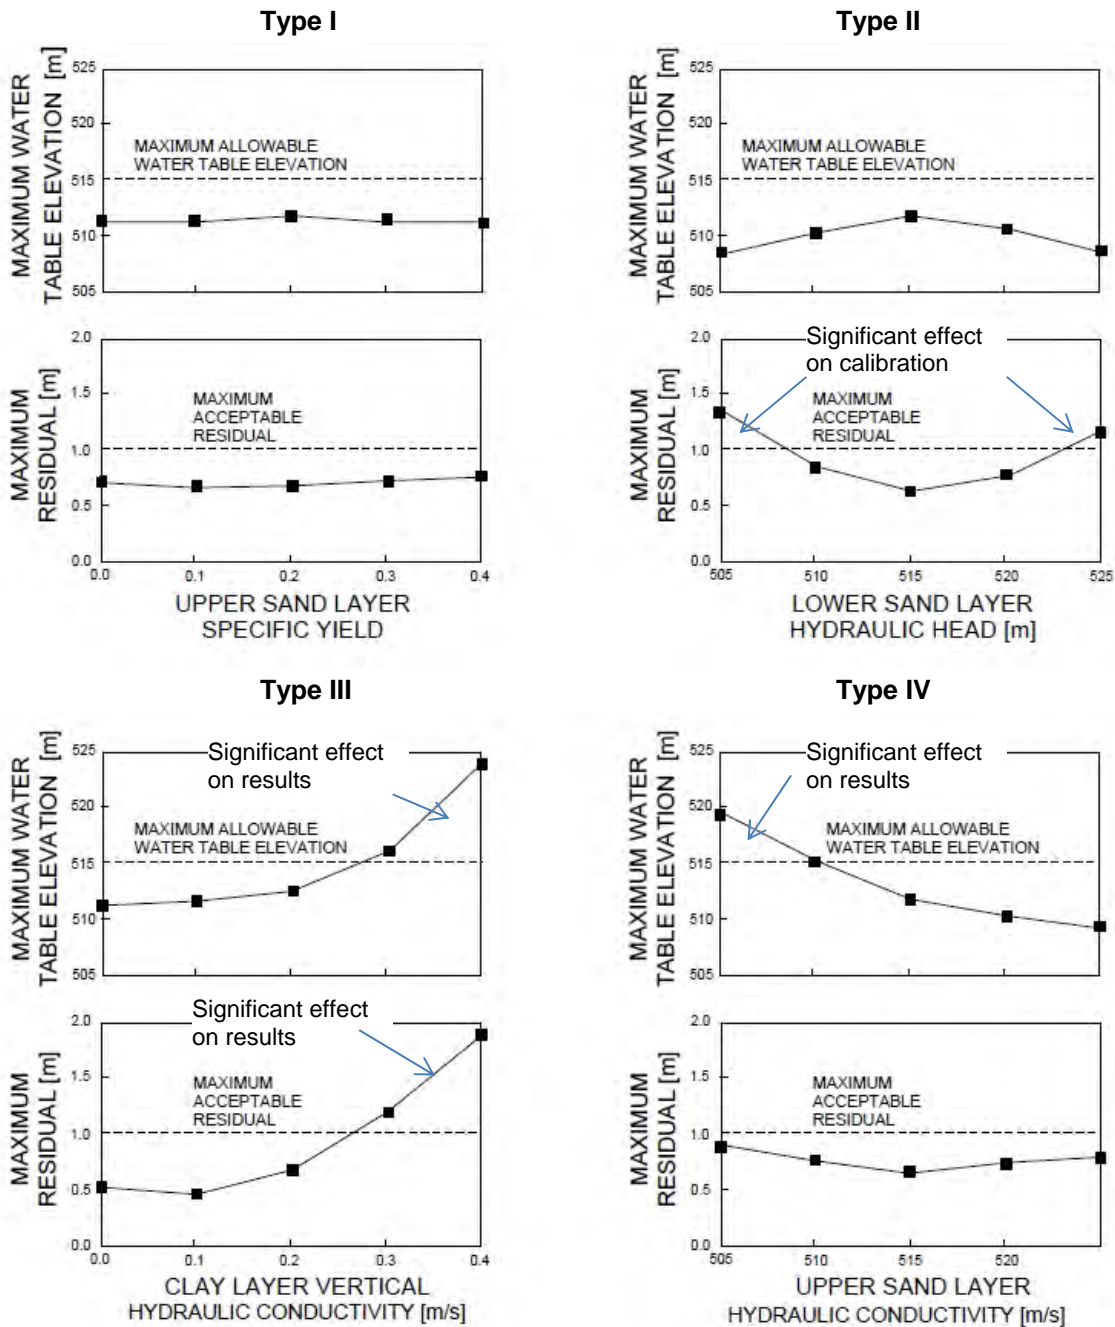 Type I
MAXIMUM WATER
TABLE ELEVATION [m]
525
520
515
510
505
MAXIMUM ALLOWABLE
WATER TABLE ELEVATION
MAXIMUM
RESIDUAL [m]
2.0
1.5
1.0
0.5
0.0
MAXIMUM
ACCEPTABLE
RESIDUAL
0.0 0.1 0.2 0.3 0.4
UPPER SAND LAYER
SPECIFIC YIELD
Type II
MAXIMUM WATER
TABLE ELEVATION [m]
525
520
515
510
505
MAXIMUM ALLOWABLE
WATER TABLE ELEVATION
MAXIMUM
RESIDUAL [m]
2.0
1.5
1.0
0.5
0.0
Significant effect
on calibration
MAXIMUM
ACCEPTABLE
RESIDUAL
505 510 515 520 525
LOWER SAND LAYER
HYDRAULIC HEAD [m]
Type III
MAXIMUM WATER
TABLE ELEVATION [m]
525
520
515
510
505
Significant effect
on results
MAXIMUM ALLOWABLE
WATER TABLE ELEVATION
MAXIMUM
RESIDUAL [m]
2.0
1.5
1.0
0.5
0.0
Significant effect
on results
MAXIMUM
ACCEPTABLE
RESIDUAL
0.0 0.1 0.2 0.3 0.4
CLAY LAYER VERTICAL
HYDRAULIC CONDUCTIVITY [m/s]
Type IV
MAXIMUM WATER
TABLE ELEVATION [m]
525
520
515
510
505
Significant effect
on results
MAXIMUM ALLOWABLE
WATER TABLE ELEVATION
MAXIMUM
RESIDUAL [m]
2.0
1.5
1.0
0.5
0.0
MAXIMUM
ACCEPTABLE
RESIDUAL
505 510 515 520
UPPER SAND LAYER
HYDRAULIC CONDUCTIVITY [m/s]